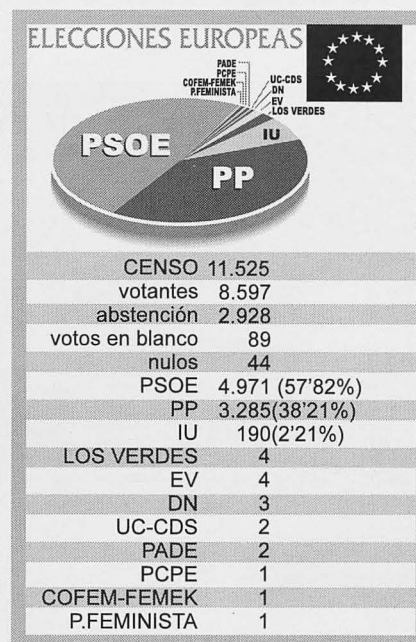 ELECCIONES EUROPEAS
PADE
PCPE
COFEM-FEMEK
P.FEMINISTA
UC-CDS
DN
EV
LOS VERDES
IU
PSOE
PP
CENSO 11.525
votantes 8.597
abstención 2.928
votos en blanco 89
nulos 44
PSOE 4.971 (57'82%)
PP 3.285(38'21%)
IU 190(2'21%)
LOS VERDES 4
EV 4
DN 3
UC-CDS 2
PADE 2
PCPE 1
COFEM-FEMEK 1
P.FEMINISTA 1